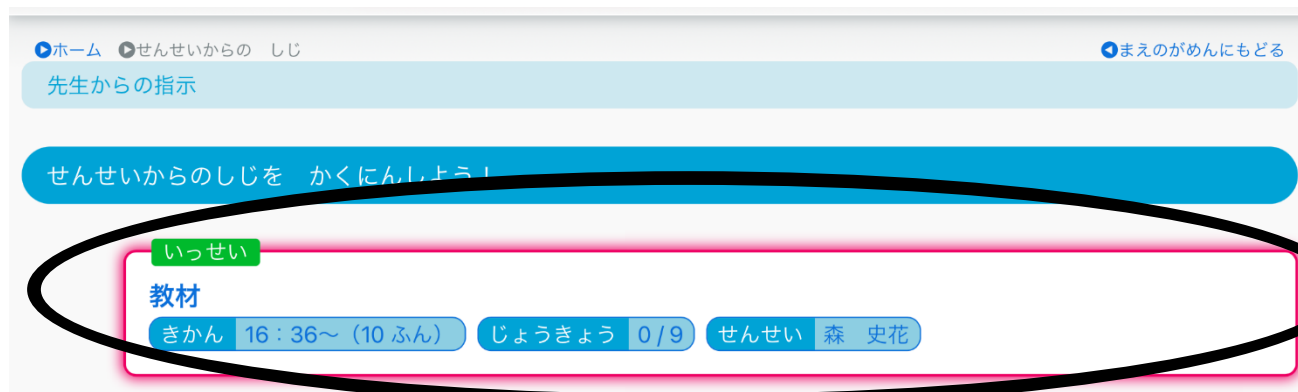 ホーム せんせいからの　しじ まえのがめんにもどる
先生からの指示
せんせいからのしじを　かくにんしよう！
いっせい
教材
きかん 16：36〜（10 ふん） じょうきょう 0 / 9 せんせい 森　史花